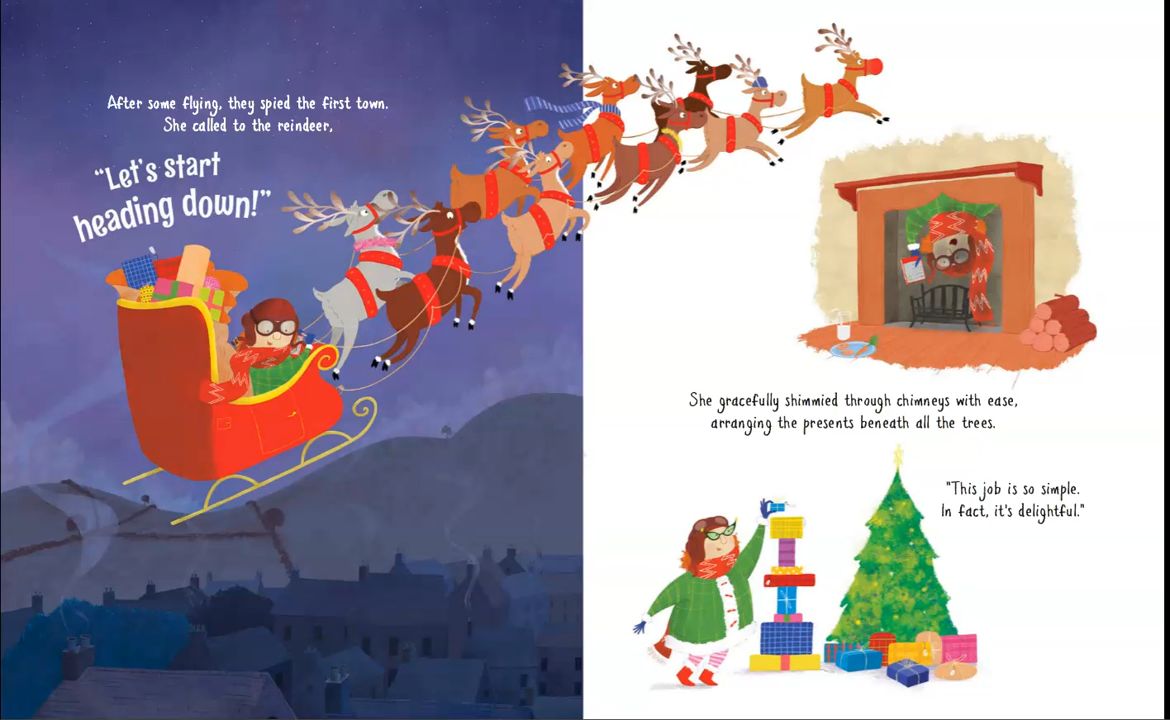 After some flying, they spied the first town.
She called to the reindeer,
“Let's start
heading down!”
She gracefully shimmied through chimneys with ease,
arranging the presents beneath all the trees.
"This job is so simple.
In fact, it's delightful."